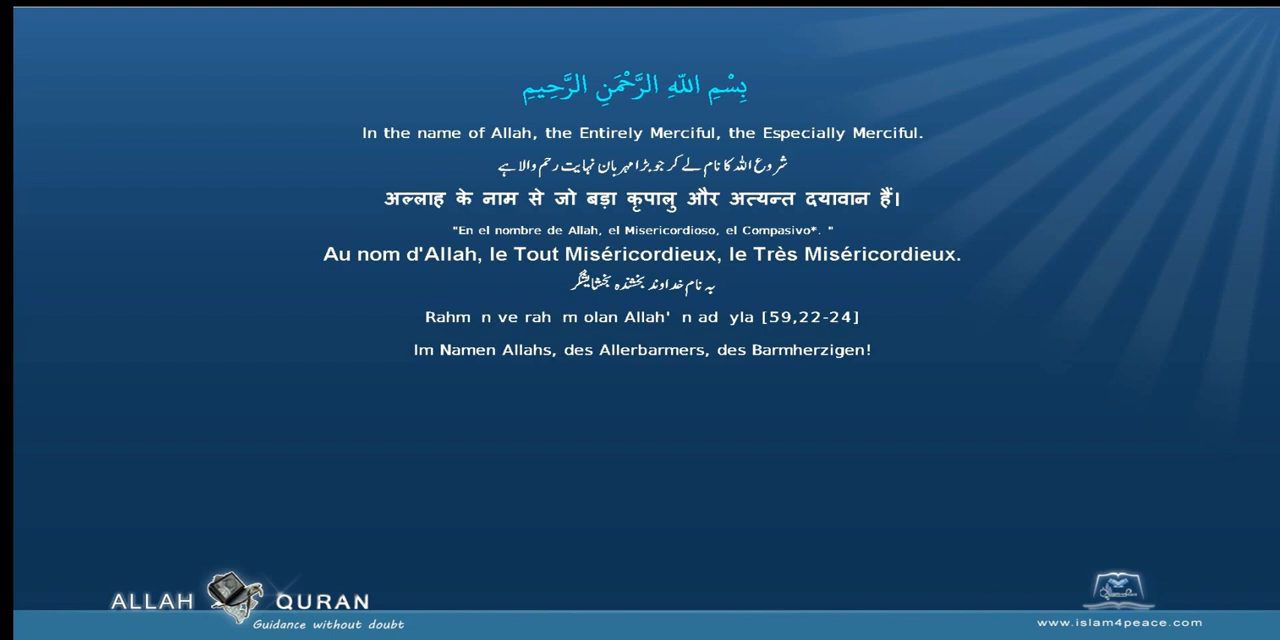 بِسْمِ اللَّهِ الرَّحْمَنِ الرَّحِيمِ
In the name of Allah, the Entirely Merciful, the Especially Merciful.
شروع اللہ کا نام لے کر جو بڑا مہربان نہایت رحم والا ہے
अल्लाह के नाम से जो बड़ा कृपालु और अत्यन्त दयावान हैं।
"En el nombre de Allah, el Misericordioso, el Compasivo*. "
Au nom d'Allah, le Tout Miséricordieux, le Très Miséricordieux.
به نام خداوند بخشنده بخشایشگر
Rahm n ve rah m olan Allah' n ad yla [59,22-24]
Im Namen Allahs, des Allerbarmers, des Barmherzigen!
ALLAH QURAN
Guidance without doubt
www.islam4peace.com